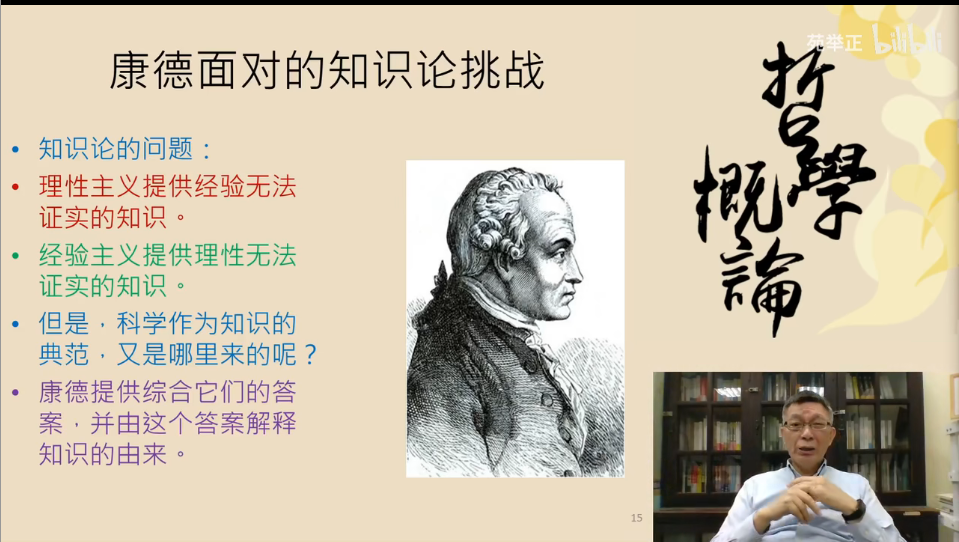 康德面对的知识论挑战
• 知识论的问题：
• 理性主义提供经验无法
证实的知识。
• 经验主义提供理性无法
证实的知识。
• 但是，科学作为知识的
典范，又是哪里来的呢？
• 康德提供综合它们的答
案，并由这个答案解释
知识的由来。
15
苑举正 bilibili
哲
學
概
論